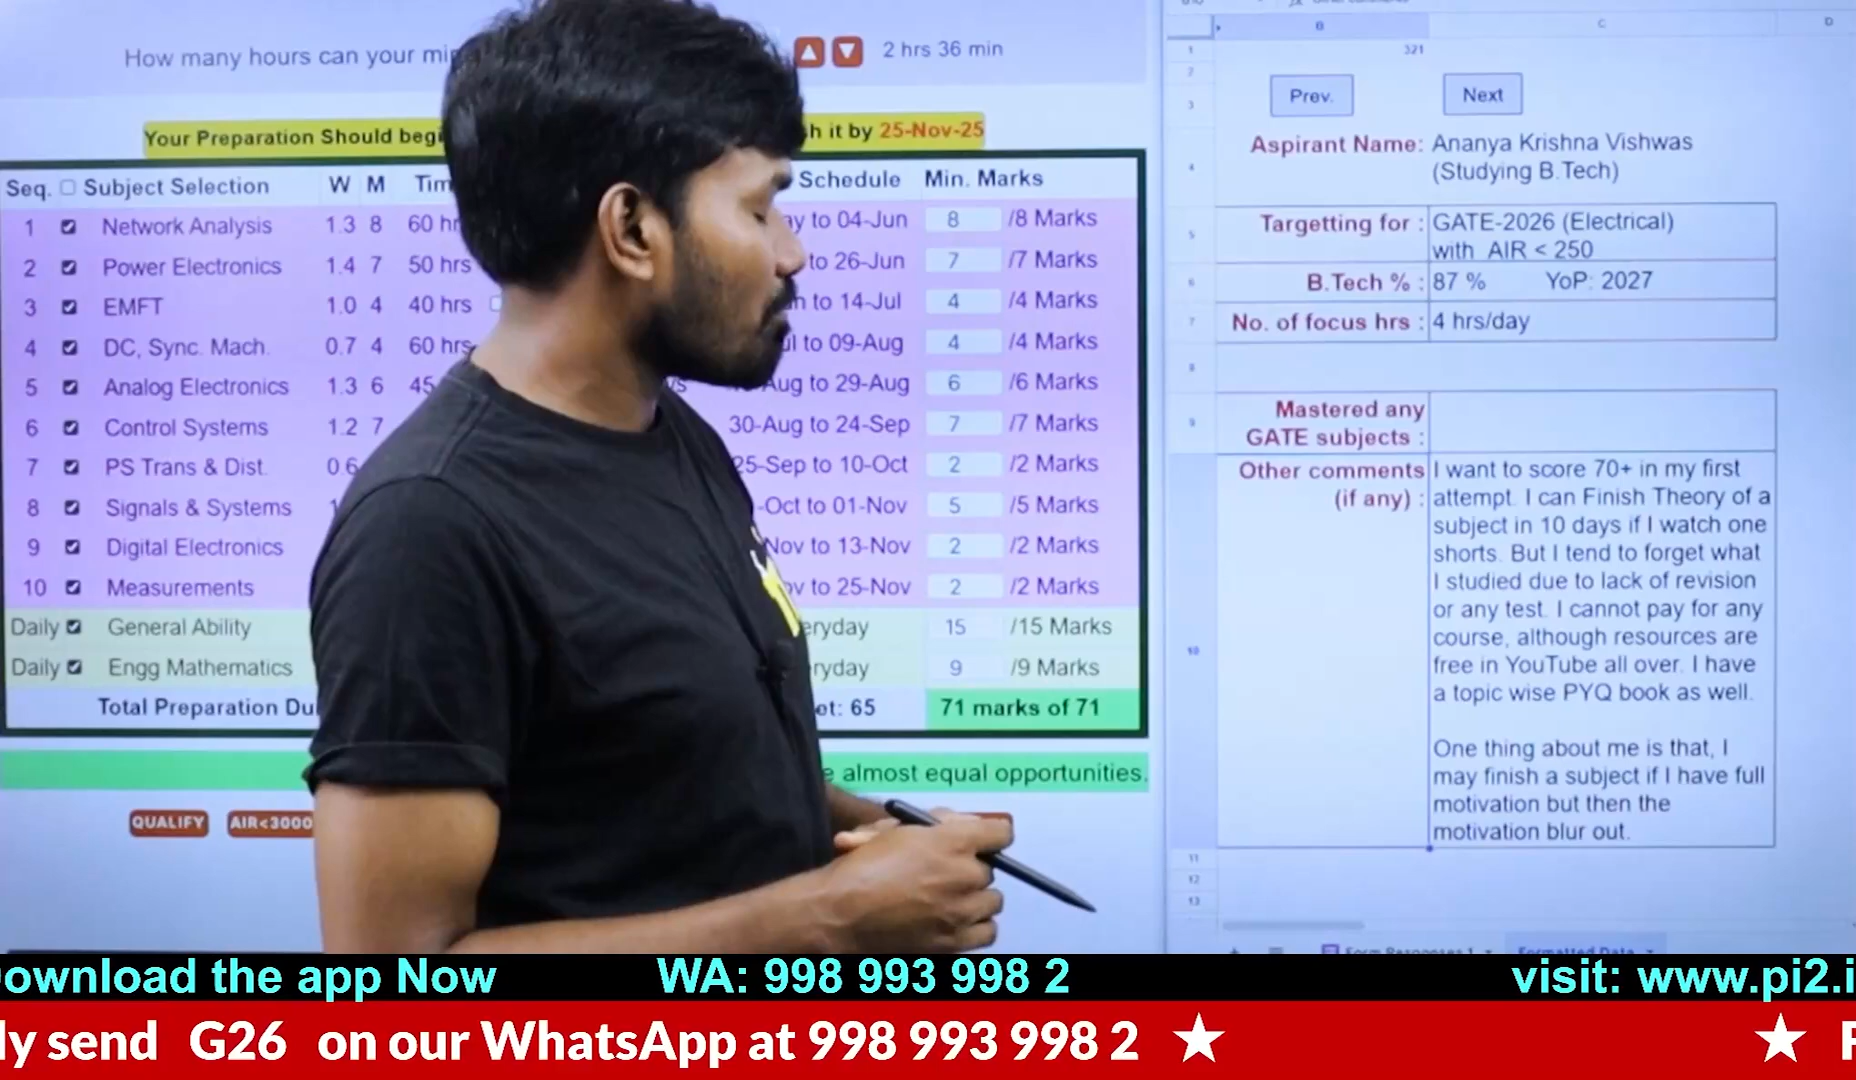 How many hours can your
2 hrs 36 min
Your Preparation Should
it by 25-Nov-25
Seq. Subject Selection W M Schedule Min. Marks
1 Network Analysis 1.3 8 60 to 04-Jun 8 /8 Marks
2 Power Electronics 1.4 7 50 hrs to 26-Jun 7 /7 Marks
3 EMFT 1.0 4 40 hrs to 14-Jul 4 /4 Marks
4 DC, Sync. Mach. 0.7 4 60 hrs to 09-Aug 4 /4 Marks
5 Analog Electronics 1.3 6 45 Aug to 29-Aug 6 /6 Marks
6 Control Systems 1.2 7 30-Aug to 24-Sep 7 /7 Marks
7 PS Trans & Dist. 0.6 25-Sep to 10-Oct 2 /2 Marks
8 Signals & Systems -Oct to 01-Nov 5 /5 Marks
9 Digital Electronics Nov to 13-Nov 2 /2 Marks
10 Measurements to 25-Nov 2 /2 Marks
Daily General Ability eryday 15 /15 Marks
Daily Engg Mathematics ryday 9 /9 Marks
Total Preparation 65 71 marks of 71
almost equal opportunities.
QUALIFY AIR<3000
321
Prev. Next
Aspirant Name: Ananya Krishna Vishwas
(Studying B.Tech)
Targetting for : GATE-2026 (Electrical)
with AIR < 250
B.Tech % : 87 % YoP: 2027
No. of focus hrs : 4 hrs/day
Mastered any
GATE subjects :
Other comments I want to score 70+ in my first
(if any) : attempt. I can Finish Theory of a
subject in 10 days if I watch one
shorts. But I tend to forget what
I studied due to lack of revision
or any test. I cannot pay for any
course, although resources are
free in YouTube all over. I have
a topic wise PYQ book as well.
One thing about me is that, I
may finish a subject if I have full
motivation but then the
motivation blur out.
Form Responses 1 Formatted Data
ownload the app Now WA: 998 993 998 2 visit: www.pi2.i
ly send G26 on our WhatsApp at 998 993 998 2 ★ ★